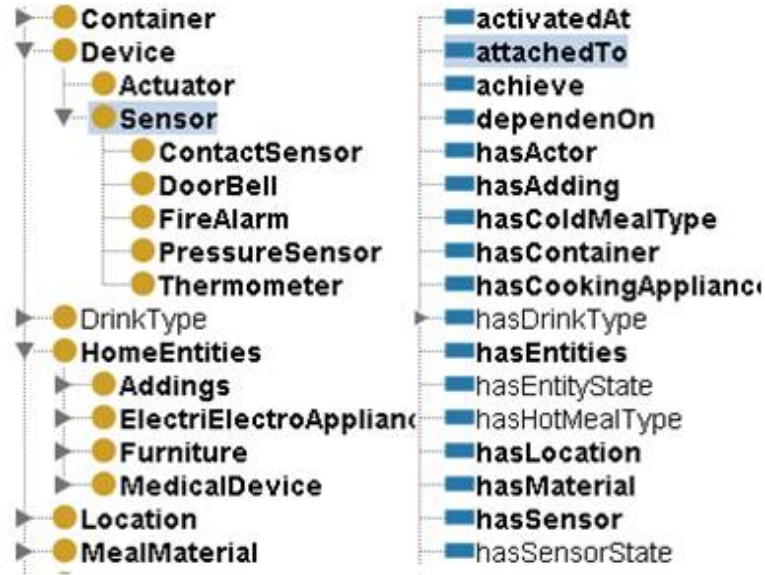 Container
Device
Actuator
Sensor
ContactSensor
DoorBell
FireAlarm
PressureSensor
Thermometer
DrinkType
HomeEntities
Addings
ElectriElectroApplianc
Furniture
MedicalDevice
Location
MealMaterial
activatedAt
attachedTo
achieve
dependenOn
hasActor
hasAdding
hasColdMealType
hasContainer
hasCookingAppliance
hasDrinkType
hasEntities
hasEntityState
hasHotMealType
hasLocation
hasMaterial
hasSensor
hasSensorState